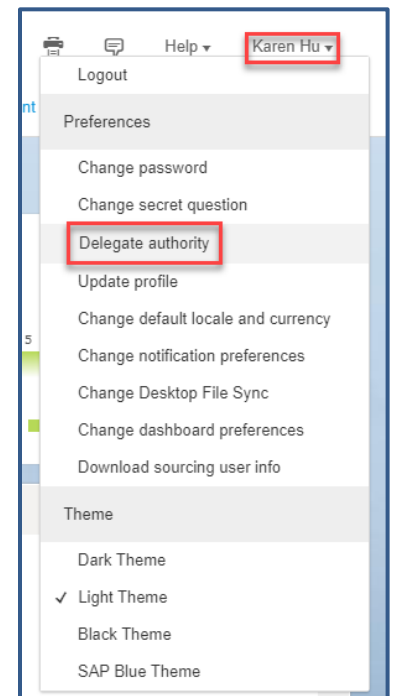 Help ▾ Karen Hu ▾
Logout
nt
Preferences
Change password
Change secret question
Delegate authority
Update profile
Change default locale and currency
5
Change notification preferences
Change Desktop File Sync
Change dashboard preferences
Download sourcing user info
Theme
Dark Theme
✓ Light Theme
Black Theme
SAP Blue Theme